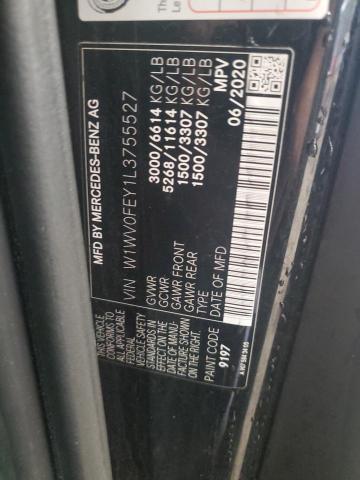 MFD BY MERCEDES-BENZ AG
VIN W1WV0FEY1L3755527
GVWR 3000/6614 KG/LB
GCWR 5268/11614 KG/LB
GAWR FRONT 1500/3307 KG/LB
GAWR REAR 1500/3307 KG/LB
TYPE MPV
DATE OF MFD 06/2020
THIS VEHICLE
CONFORMS TO
ALL APPLICABLE
FEDERAL
VEHICLE SAFETY
STANDARDS IN
EFFECT ON THE
DATE OF MANU-
FACTURE SHOWN
ON THE RIGHT.
PAINT CODE
9197